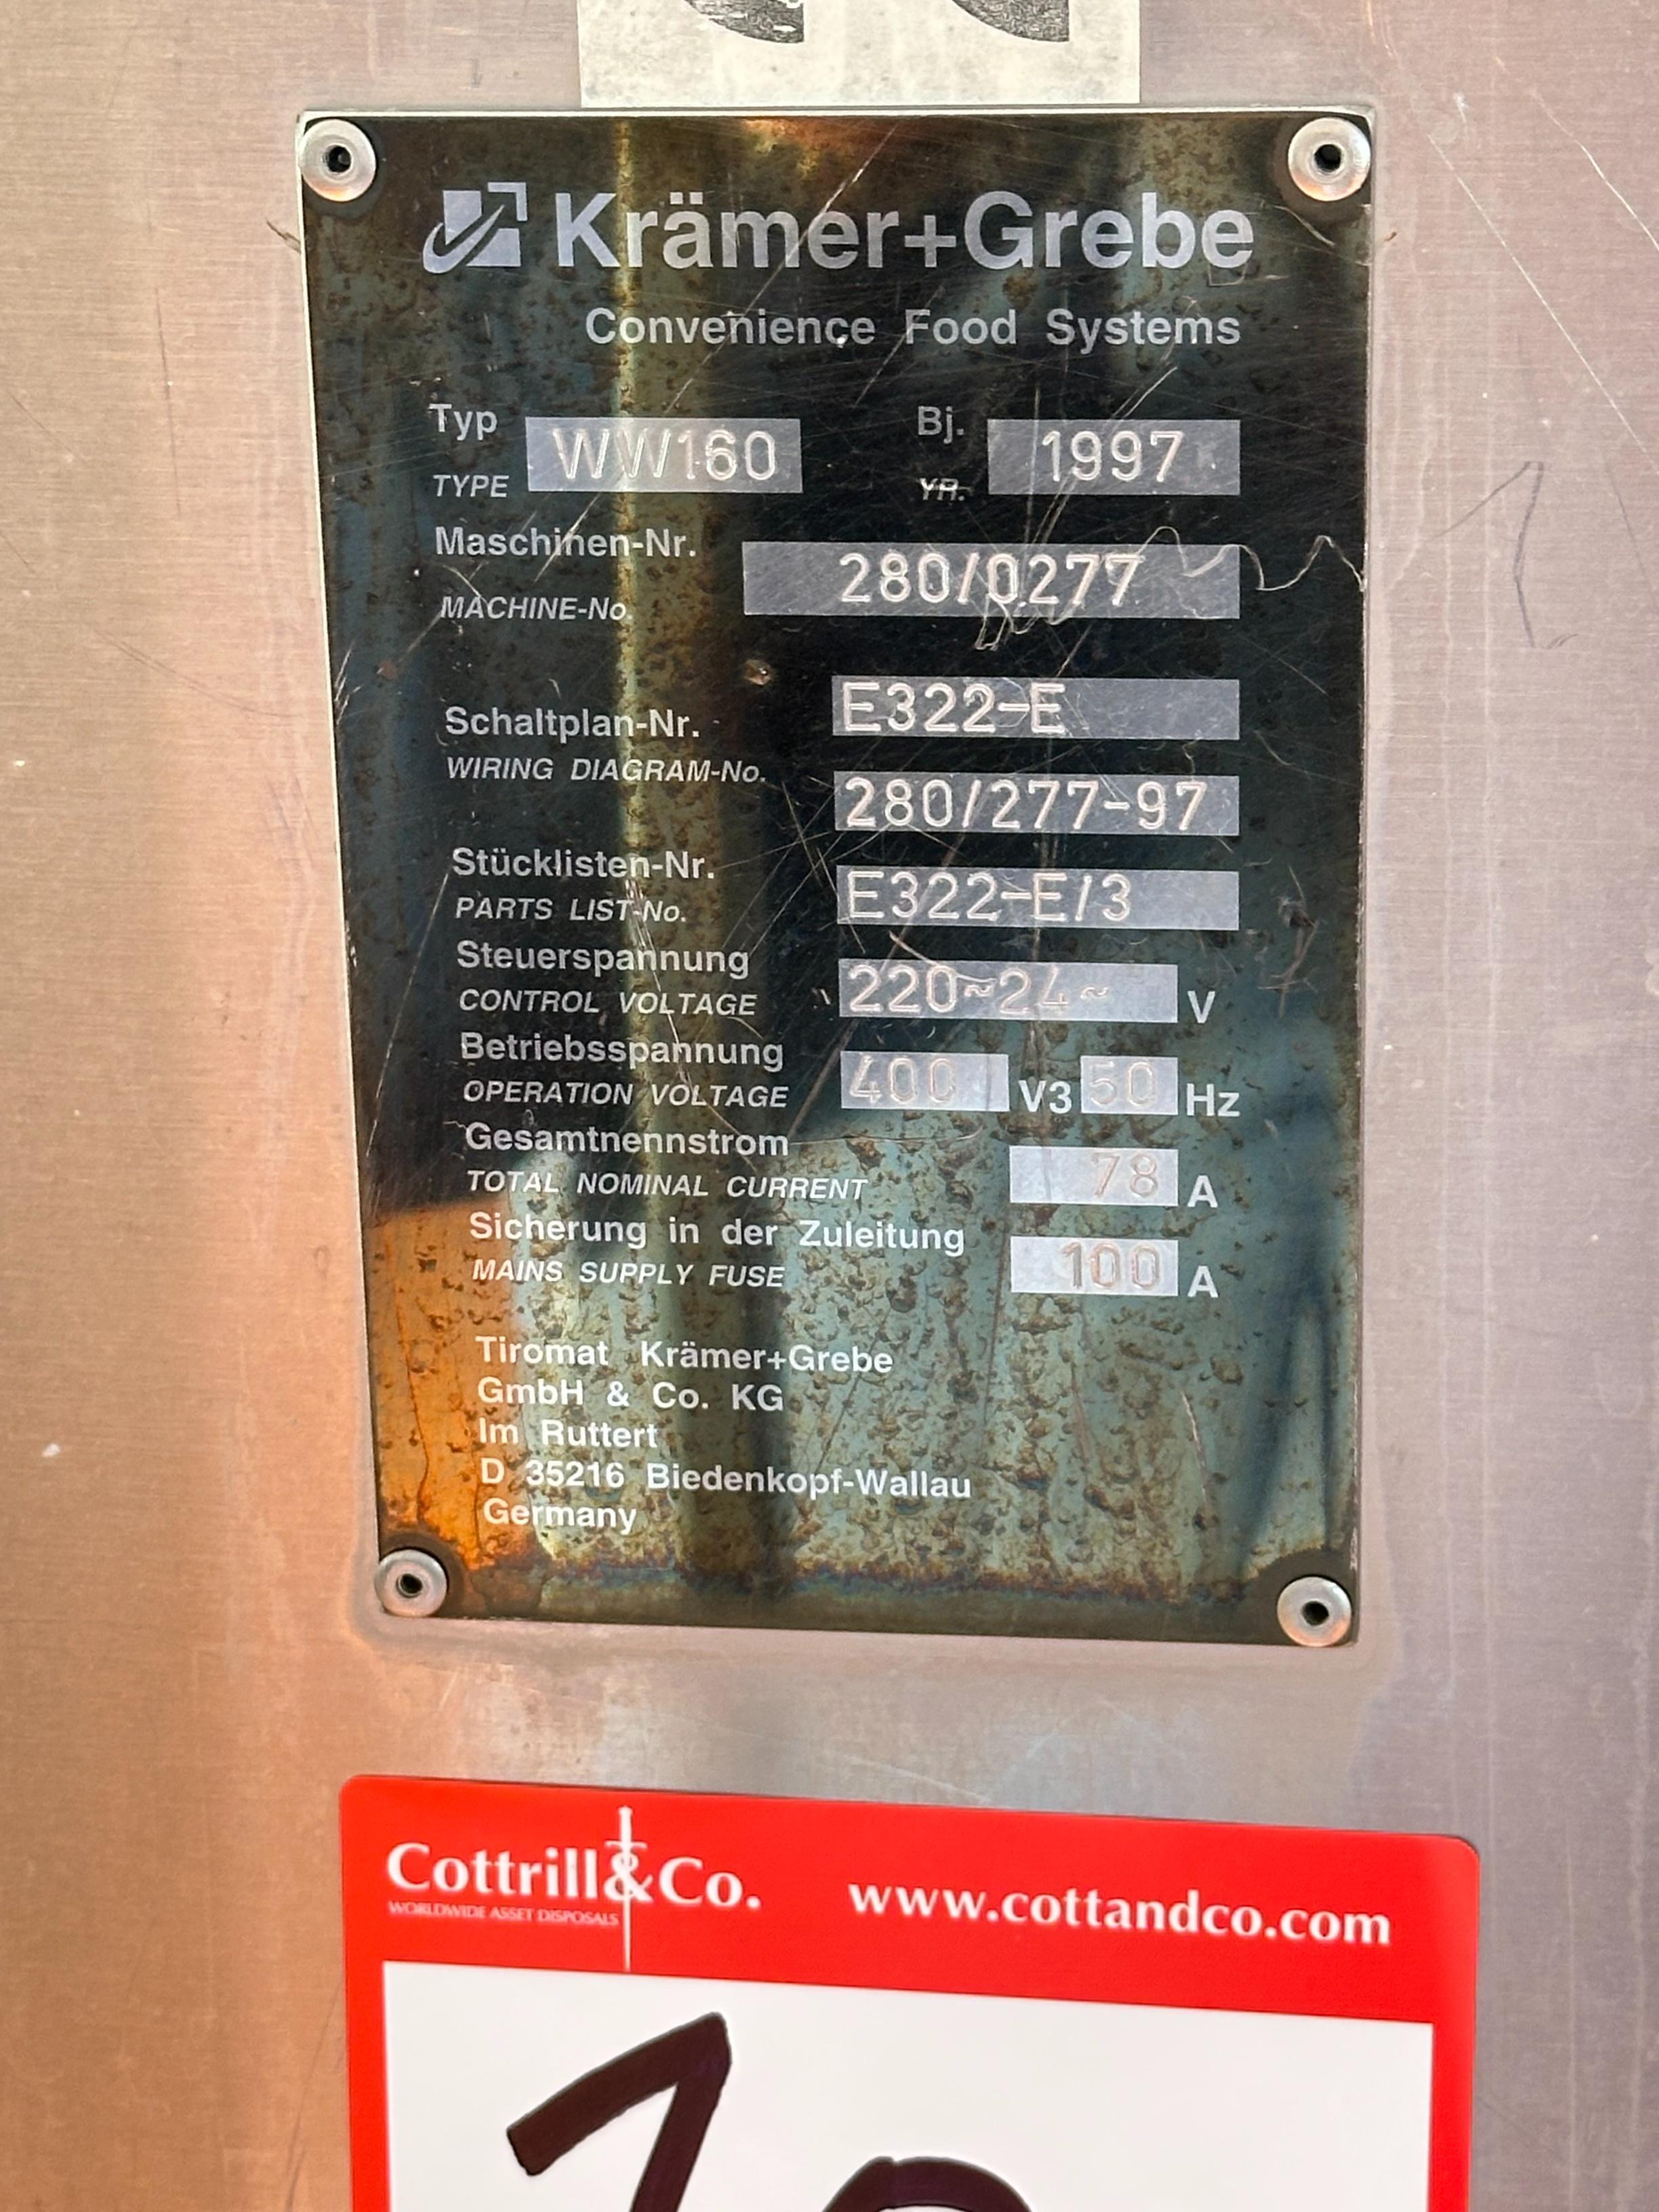 Krämer+Grebe
Convenience Food Systems
Typ
TYPE
WW160
Bj.
YR.
1997
Maschinen-Nr.
MACHINE-No.
280/0277
Schaltplan-Nr.
WIRING DIAGRAM-No.
E322-E
280/277-97
Stücklisten-Nr.
PARTS LIST-No.
E322-E/3
Steuerspannung
CONTROL VOLTAGE
220~24~ V
Betriebsspannung
OPERATION VOLTAGE
400 V3 50 Hz
Gesamtnennstrom
TOTAL NOMINAL CURRENT
78 A
Sicherung in der Zuleitung
MAINS SUPPLY FUSE
100 A
Tiromat Krämer+Grebe
GmbH & Co. KG
Im Ruttert
D 35216 Biedenkopf-Wallau
Germany
Cottrill&Co.
WORLDWIDE ASSET DISPOSALS
www.cottandco.com